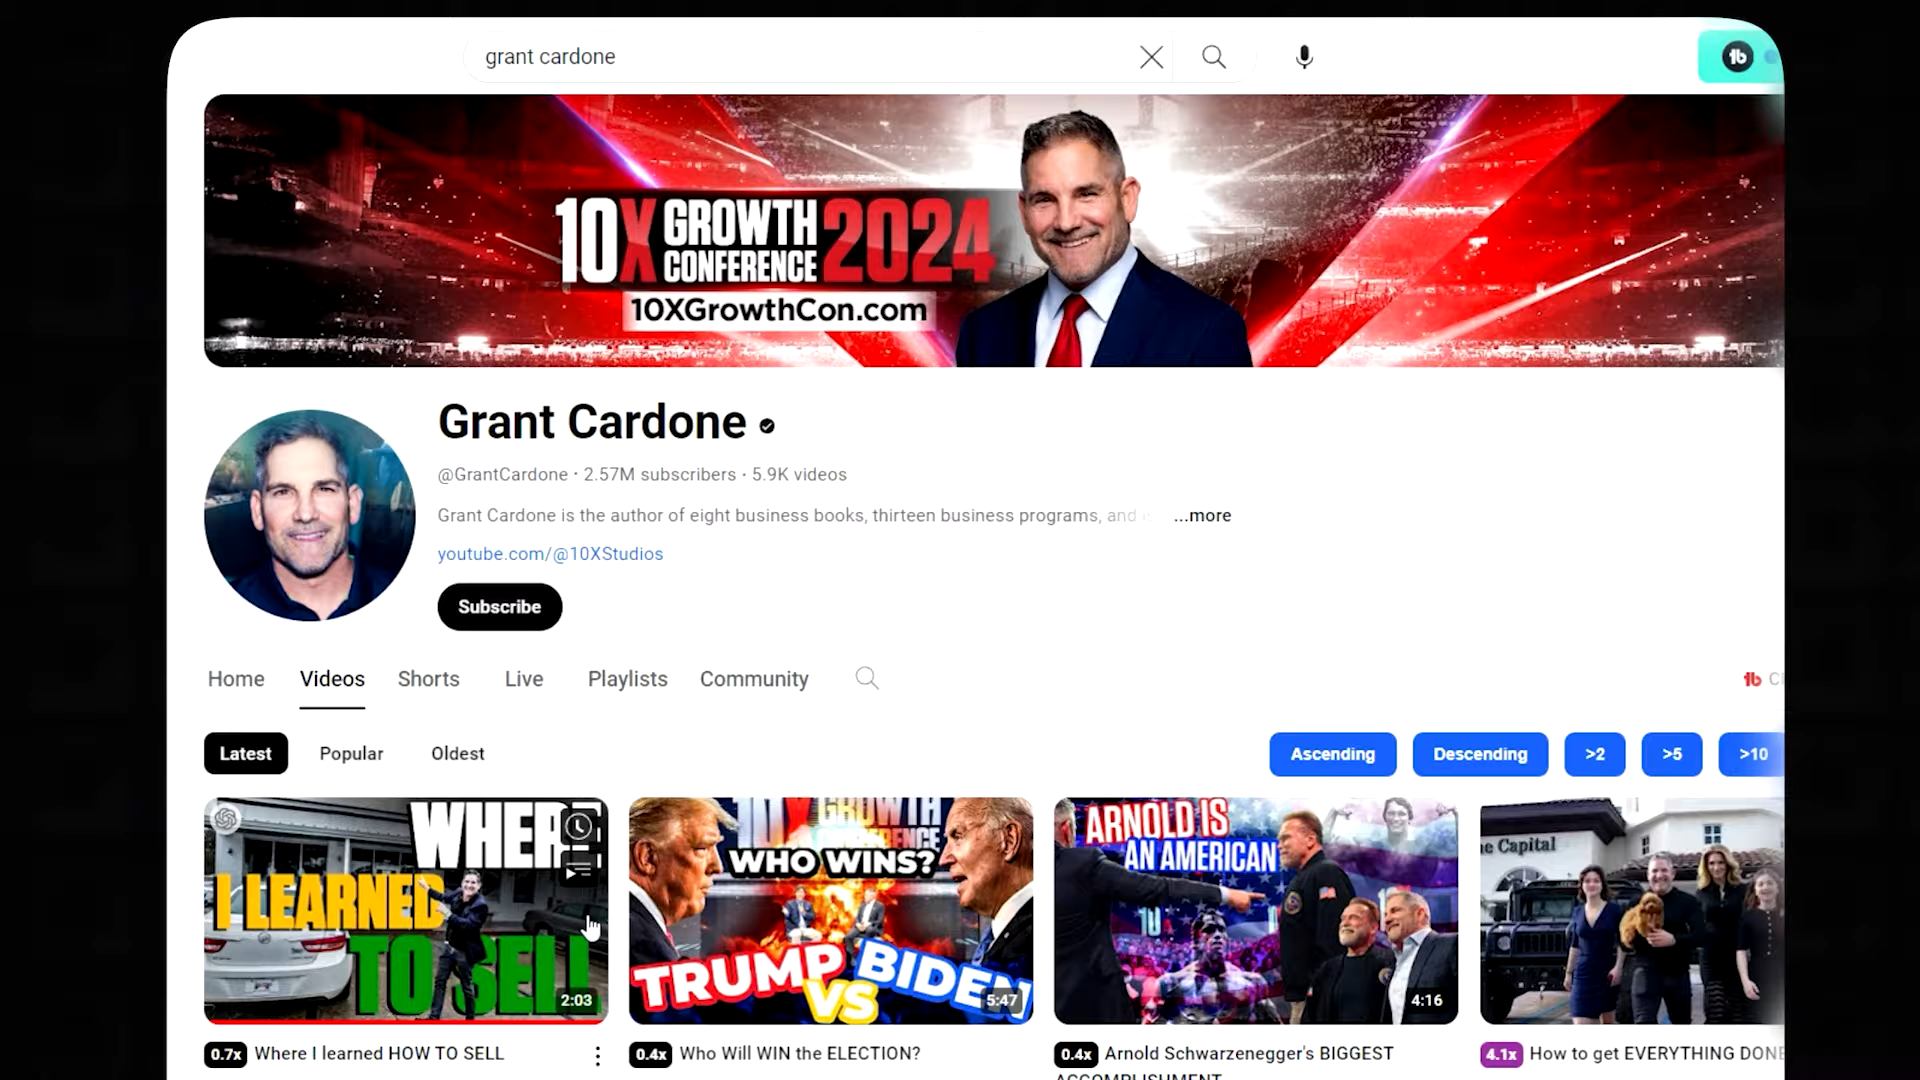 grant cardone
10X GROWTH CONFERENCE 2024
10XGrowthCon.com
Grant Cardone
@GrantCardone · 2.57M subscribers · 5.9K videos
Grant Cardone is the author of eight business books, thirteen business programs, and ...more
youtube.com/@10XStudios
Subscribe
Home Videos Shorts Live Playlists Community
Latest Popular Oldest Ascending Descending >2 >5 >10
WHERE
I LEARNED
TO SELL
2:03
10X GROWTH
CONFERENCE
WHO WINS?
TRUMP
VS
BIDEN
5:47
ARNOLD IS
AN AMERICAN
4:16
Capital
0.7x Where I learned HOW TO SELL
0.4x Who Will WIN the ELECTION?
0.4x Arnold Schwarzenegger's BIGGEST
ACCOMPLISHMENT
4.1x How to get EVERYTHING DONE